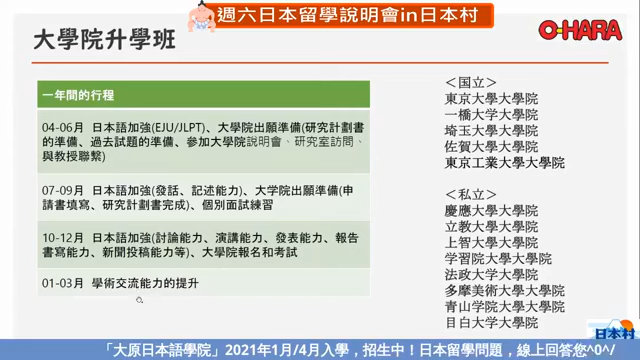 週六日本留學說明會in日本村
O-HARA
大學院升學班
一年間的行程
04-06月 日本語加強(EJU/JLPT)、大學院出願準備(研究計劃書
的準備、過去試題的準備、參加大學院說明會、研究室訪問、
與教授聯繫)
07-09月 日本語加強(發話、記述能力)、大学院出願準備(申
請書填寫、研究計劃書完成)、個別面試練習
10-12月 日本語加強(討論能力、演講能力、發表能力、報告
書寫能力、新聞投稿能力等)、大學院報名和考試
01-03月 學術交流能力的提升
＜国立＞
東京大學大學院
一橋大学大學院
埼玉大學大學院
佐賀大學大學院
東京工業大學大學院
＜私立＞
慶應大學大學院
立教大學大學院
上智大學大學院
学習院大學大學院
法政大學大學院
多摩美術大學大學院
青山学院大學大學院
目白大學大學院
日本村
「大原日本語學院」2021年1月/4月入學，招生中！日本留學問題，線上回答您^0^/